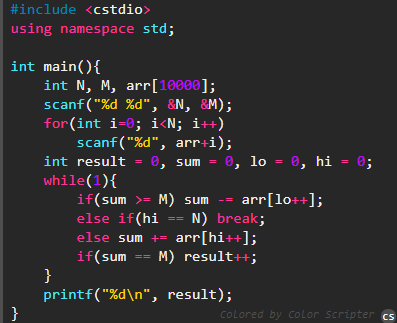 #include <cstdio>
using namespace std;

int main(){
    int N, M, arr[10000];
    scanf("%d %d", &N, &M);
    for(int i=0; i<N; i++)
        scanf("%d", arr+i);
    int result = 0, sum = 0, lo = 0, hi = 0;
    while(1){
        if(sum >= M) sum -= arr[lo++];
        else if(hi == N) break;
        else sum += arr[hi++];
        if(sum == M) result++;
    }
    printf("%d\n", result);
}
Colored by Color Scripter cs